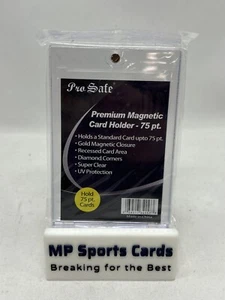 Pro Safe
Premium Magnetic
Card Holder - 75 pt.
• Holds a Standard Card upto 75 pt.
• Gold Magnetic Closure
• Recessed Card Area
• Diamond Corners
• Super Clear
• UV Protection
Hold
75 pt.
Cards
MP Sports Cards
Breaking for the Best